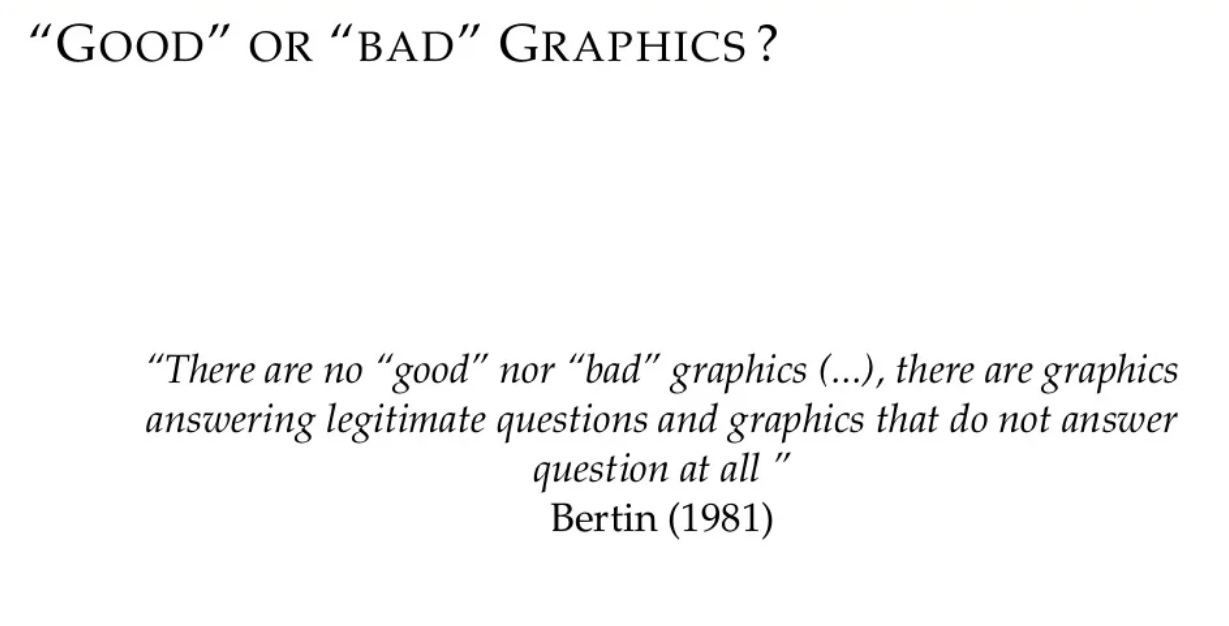 “GOOD” OR “BAD” GRAPHICS ?
“There are no “good” nor “bad” graphics (...), there are graphics
answering legitimate questions and graphics that do not answer
question at all ”
Bertin (1981)